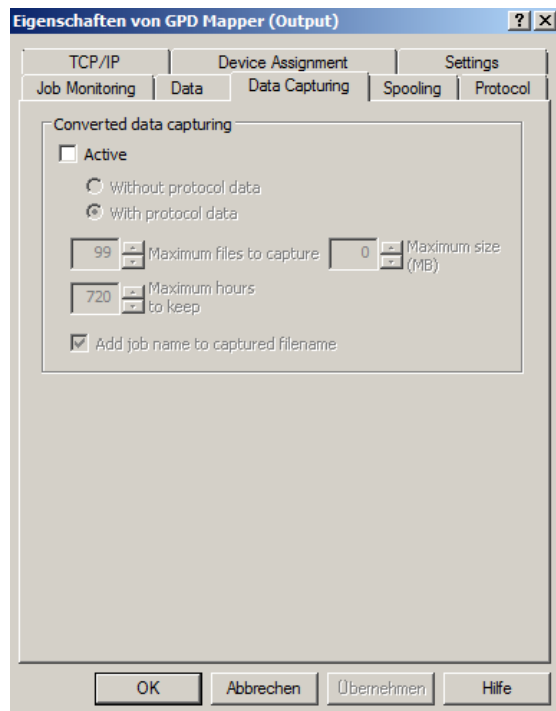 Eigenschaften von GPD Mapper (Output)
TCP/IP Device Assignment Settings
Job Monitoring Data Data Capturing Spooling Protocol
Converted data capturing
Active
Without protocol data
With protocol data
99 Maximum files to capture 0 Maximum size
(MB)
720 Maximum hours
to keep
Add job name to captured filename
OK Abbrechen Übernehmen Hilfe